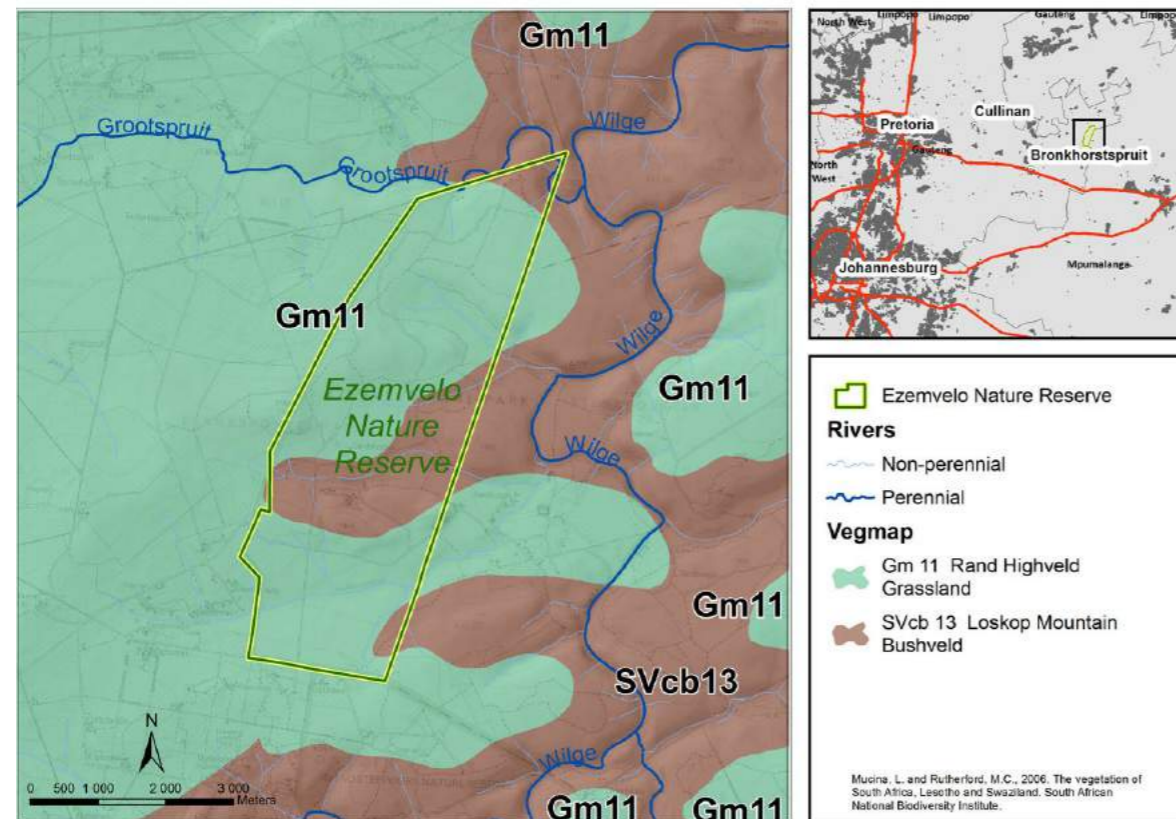 Gm11
Grootspruit
Wilge
Grootspruit
Gm11
Wilge
Ezemvelo
Nature
Reserve
Gm11
Wilge
Gm11
SVcb13
Wilge
Gm11
Gm11
N
0 500 1 000 2 000 3 000
Meters
North West
Limpopo
Limpopo
Gauteng
Cullinan
Pretoria
Gauteng
Bronkhorstspruit
North
West
Mpumalanga
Johannesburg
Ezemvelo Nature Reserve
Rivers
Non-perennial
Perennial
Vegmap
Gm 11 Rand Highveld
Grassland
SVcb 13 Loskop Mountain
Bushveld
Mucina, L. and Rutherford, M.C., 2006. The vegetation of
South Africa, Lesotho and Swaziland. South African
National Biodiversity Institute.